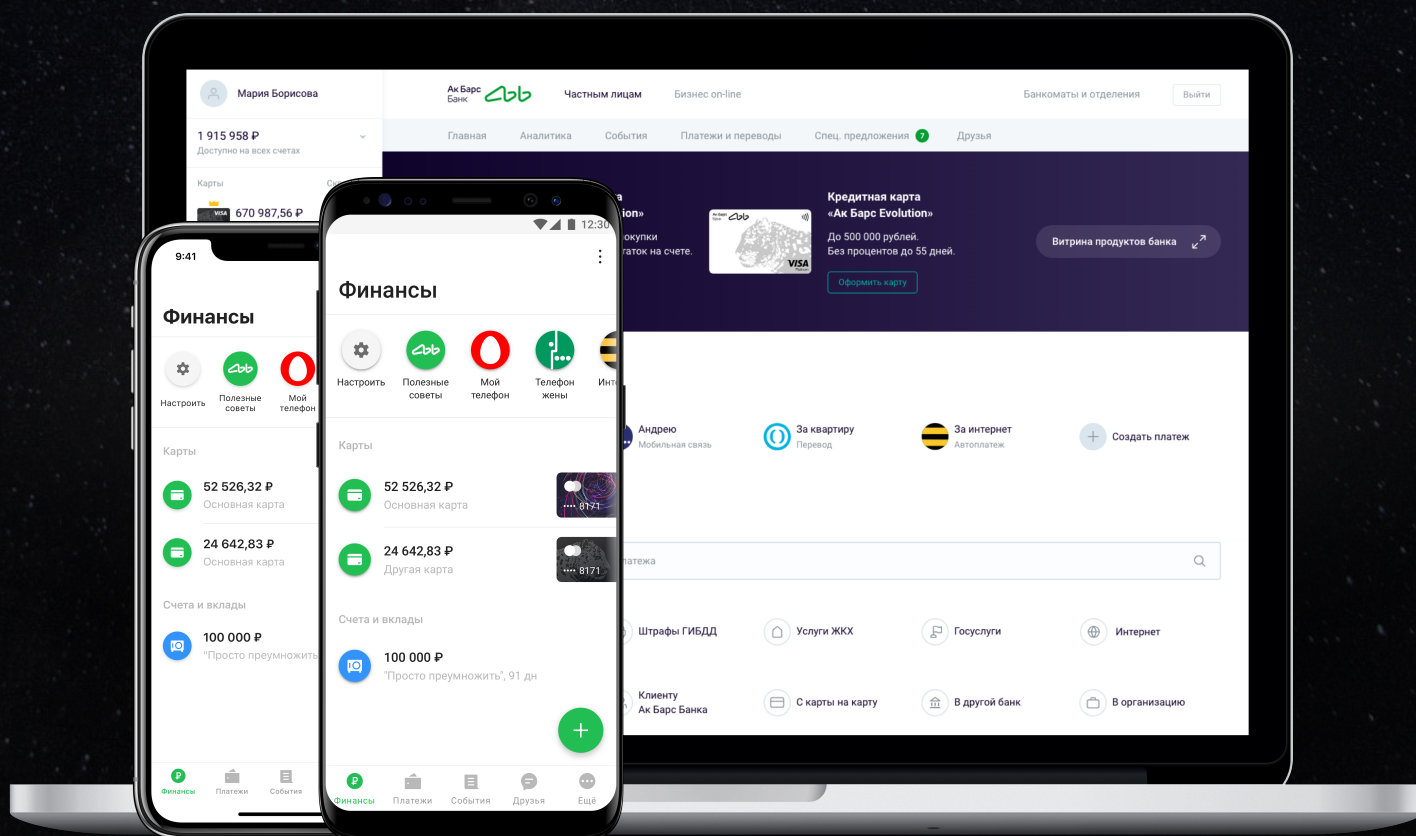 Мария Борисова
1 915 958 ₽
Доступно на всех счетах
Карты
VISA 670 987,56 ₽
Ак Барс
Банк
Частным лицам Бизнес on-line
Банкоматы и отделения Выйти
Главная Аналитика События Платежи и переводы Спец. предложения 7 Друзья
Ак Барс
Банк
VISA
Кредитная карта
«Ак Барс Evolution»
До 500 000 рублей.
Без процентов до 55 дней.
Оформить карту
Витрина продуктов банка
Андрею
Мобильная связь
За квартиру
Перевод
За интернет
Автоплатеж
Создать платеж
Штрафы ГИБДД
Услуги ЖКХ
Госуслуги
Интернет
Клиенту
Ак Барс Банка
С карты на карту
В другой банк
В организацию
9:41
Финансы
Настроить
Полезные
советы
Мой
телефон
Карты
52 526,32 ₽
Основная карта
24 642,83 ₽
Основная карта
Счета и вклады
100 000 ₽
"Просто преумножить
Финансы Платежи События
12:30
Финансы
Настроить
Полезные
советы
Мой
телефон
Телефон
жены
Карты
52 526,32 ₽
Основная карта
•••• 8171
24 642,83 ₽
Другая карта
•••• 8171
Счета и вклады
100 000 ₽
"Просто преумножить", 91 дн
Финансы Платежи События Друзья Ещё